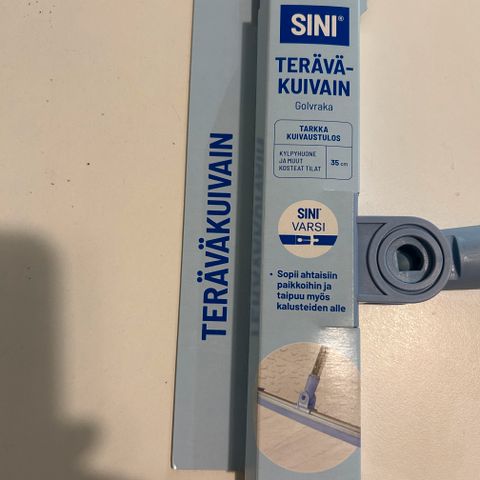 SINI®
TERÄVÄ-
KUIVAIN
Golvraka
TARKKA
KUIVAUSTULOS
KYLPYHUONE
JA MUUT
KOSTEAT TILAT
35 cm
SINI®
VARSI
• Sopii ahtaisiin
paikkoihin ja
taipuu myös
kalusteiden alle
TERÄVÄKUIVAIN